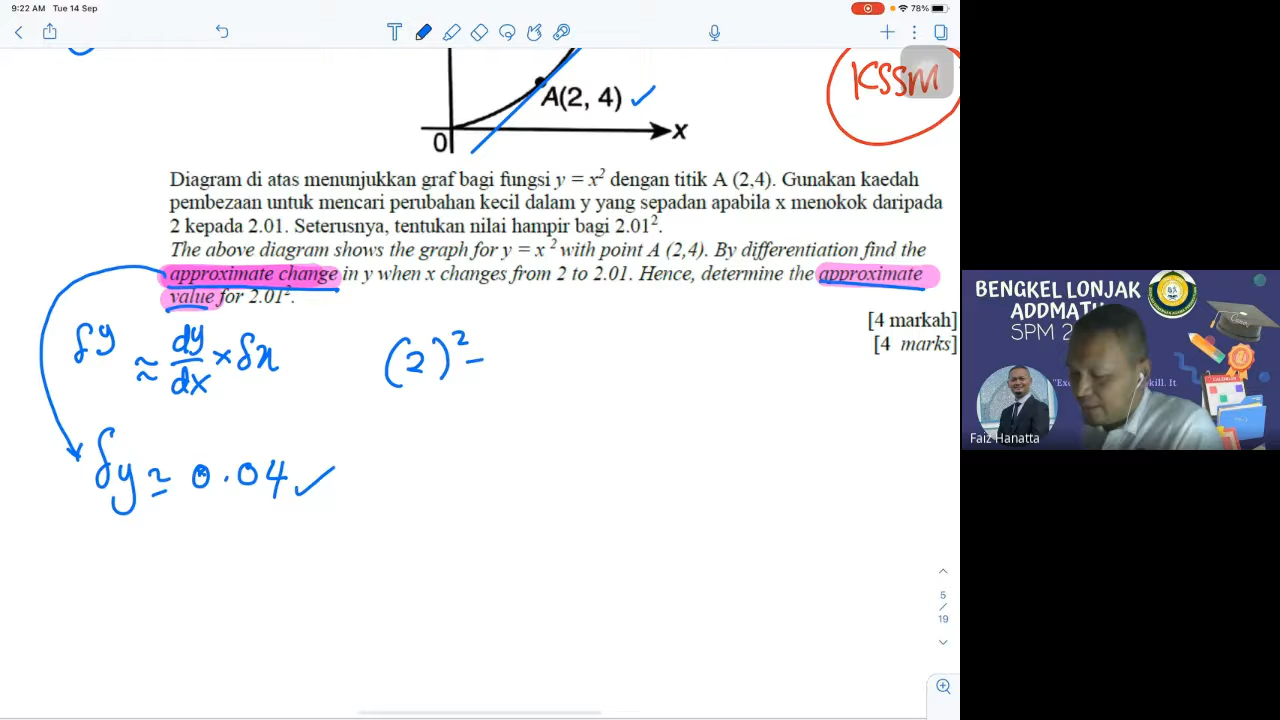 9:22 AM Tue 14 Sep
78%
T
KSSM
A(2, 4) ✓
0
x
Diagram di atas menunjukkan graf bagi fungsi y = x² dengan titik A (2,4). Gunakan kaedah
pembezaan untuk mencari perubahan kecil dalam y yang sepadan apabila x menokok daripada
2 kepada 2.01. Seterusnya, tentukan nilai hampir bagi 2.01².
The above diagram shows the graph for y = x² with point A (2,4). By differentiation find the
approximate change in y when x changes from 2 to 2.01. Hence, determine the approximate
value for 2.01².
[4 markah]
[4 marks]
δy ≈ dy/dx × δx
(2)² –
δy ≈ 0.04 ✓
5
/
19
BENGKEL LONJAK
ADDMAT
SPM 2
CALENDAR
kill. It
Faiz Hanatta